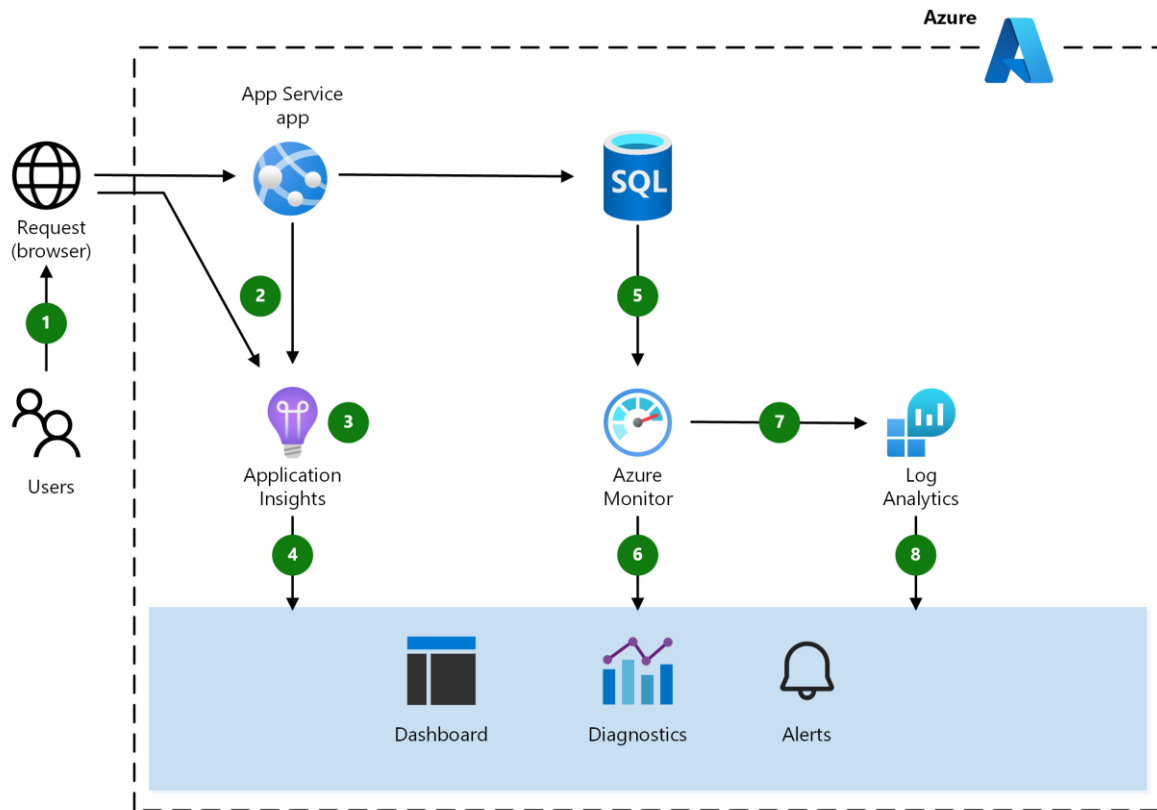 Azure
App Service
app
SQL
Request
(browser)
1
2
5
3
7
Users
Application
Insights
Azure
Monitor
Log
Analytics
4
6
8
Dashboard
Diagnostics
Alerts